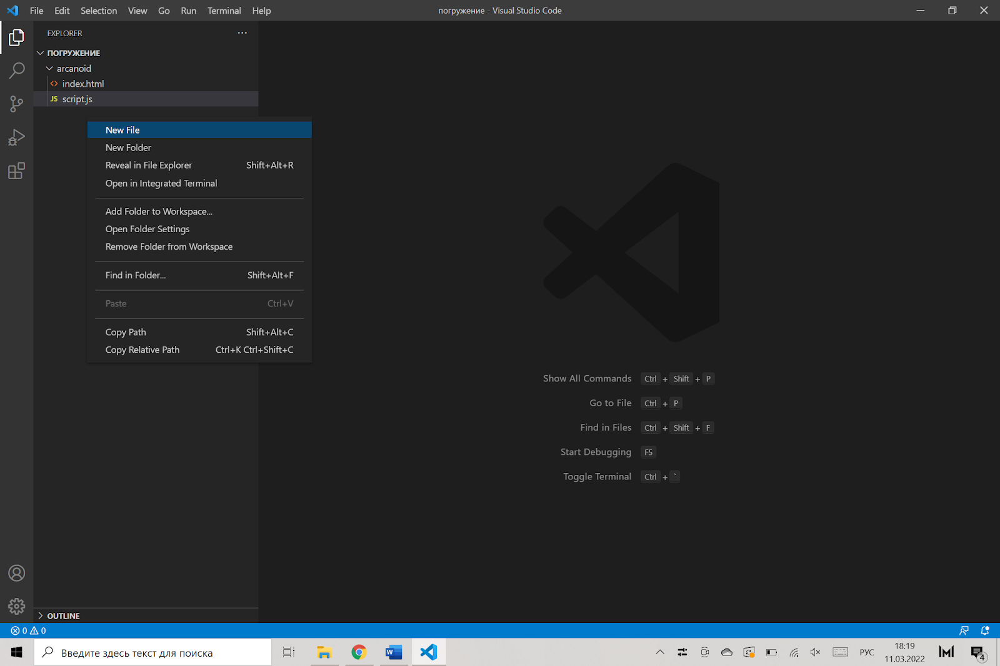 File Edit Selection View Go Run Terminal Help
погружение - Visual Studio Code
EXPLORER
ПОГРУЖЕНИЕ
arcanoid
<> index.html
JS script.js
New File
New Folder
Reveal in File Explorer Shift+Alt+R
Open in Integrated Terminal
Add Folder to Workspace...
Open Folder Settings
Remove Folder from Workspace
Find in Folder... Shift+Alt+F
Paste Ctrl+V
Copy Path Shift+Alt+C
Copy Relative Path Ctrl+K Ctrl+Shift+C
Show All Commands Ctrl + Shift + P
Go to File Ctrl + P
Find in Files Ctrl + Shift + F
Start Debugging F5
Toggle Terminal Ctrl + `
OUTLINE
0 0
Введите здесь текст для поиска
W
РУС
18:19
11.03.2022
4